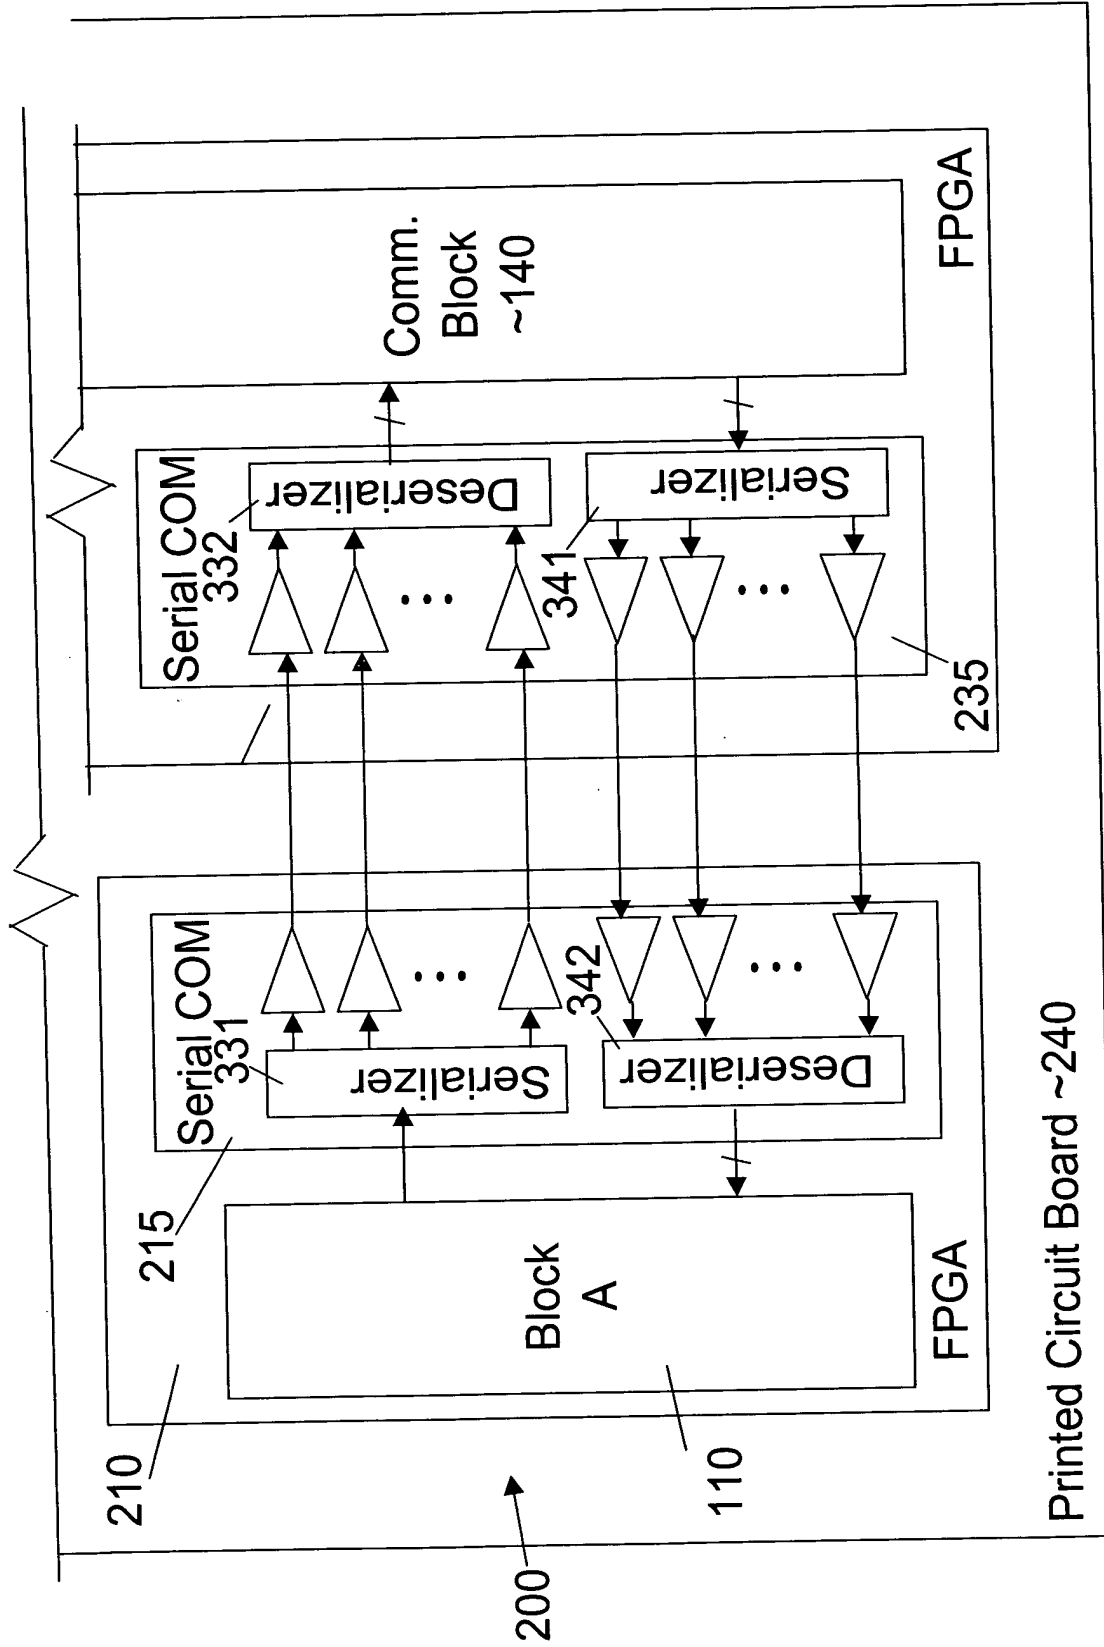 Serial COM
332
Deserializer
341
Serializer
235
Comm.
Block
~140
FPGA
Serial COM
331
Serializer
342
Deserializer
215
210
Block
A
110
FPGA
200
Printed Circuit Board ~240